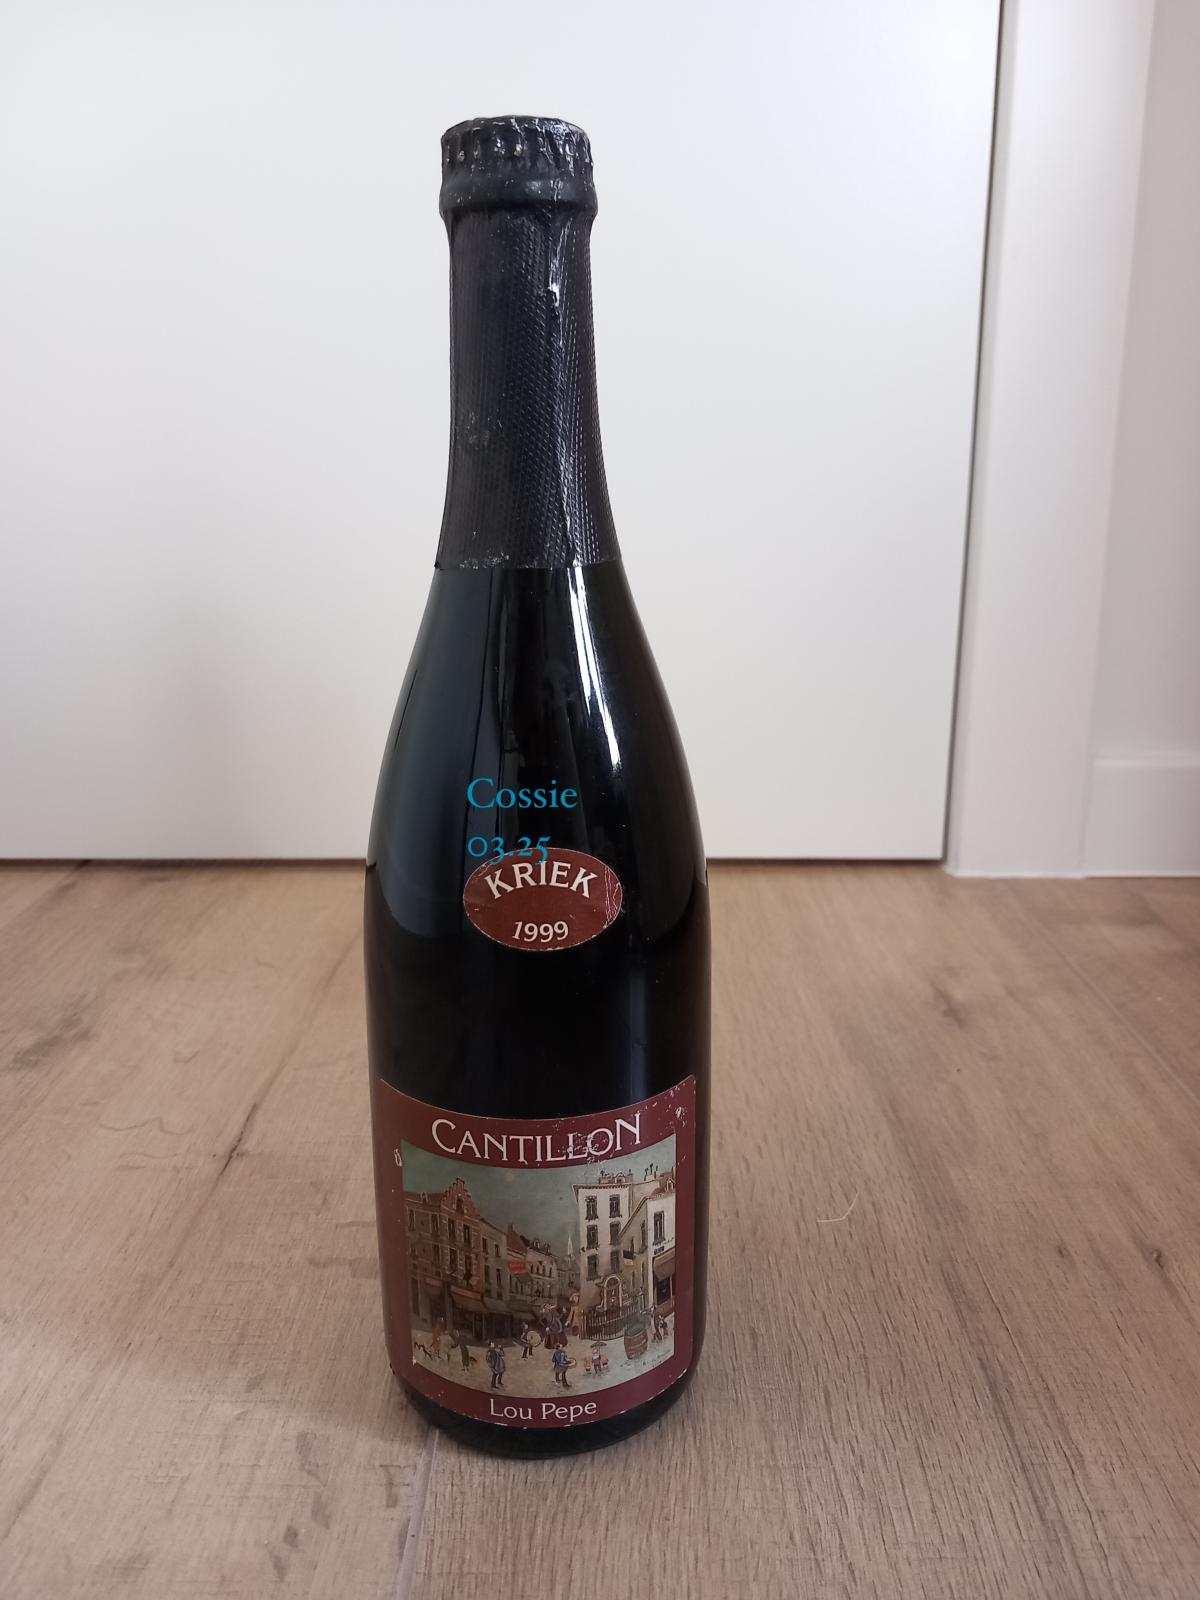 Cossie
03.25
KRIEK
1999
CANTILLON
Lou Pepe